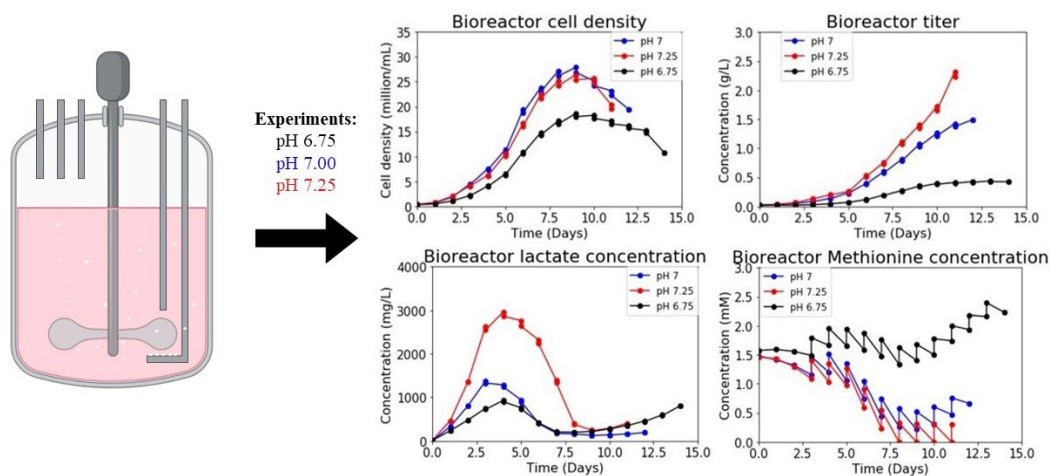 Experiments:
pH 6.75
pH 7.00
pH 7.25
Bioreactor cell density
Cell density (million/mL)
35
30
25
20
15
10
5
0
0.0 2.5 5.0 7.5 10.0 12.5 15.0
Time (Days)
pH 7
pH 7.25
pH 6.75
Bioreactor titer
Concentration (g/L)
3.0
2.5
2.0
1.5
1.0
0.5
0.0
0.0 2.5 5.0 7.5 10.0 12.5 15.0
Time (Days)
pH 7
pH 7.25
pH 6.75
Bioreactor lactate concentration
Concentration (mg/L)
4000
3000
2000
1000
0
0.0 2.5 5.0 7.5 10.0 12.5 15.0
Time (Days)
pH 7
pH 7.25
pH 6.75
Bioreactor Methionine concentration
Concentration (mM)
3.0
2.5
2.0
1.5
1.0
0.5
0.0
0.0 2.5 5.0 7.5 10.0 12.5 15.0
Time (Days)
pH 7
pH 7.25
pH 6.75